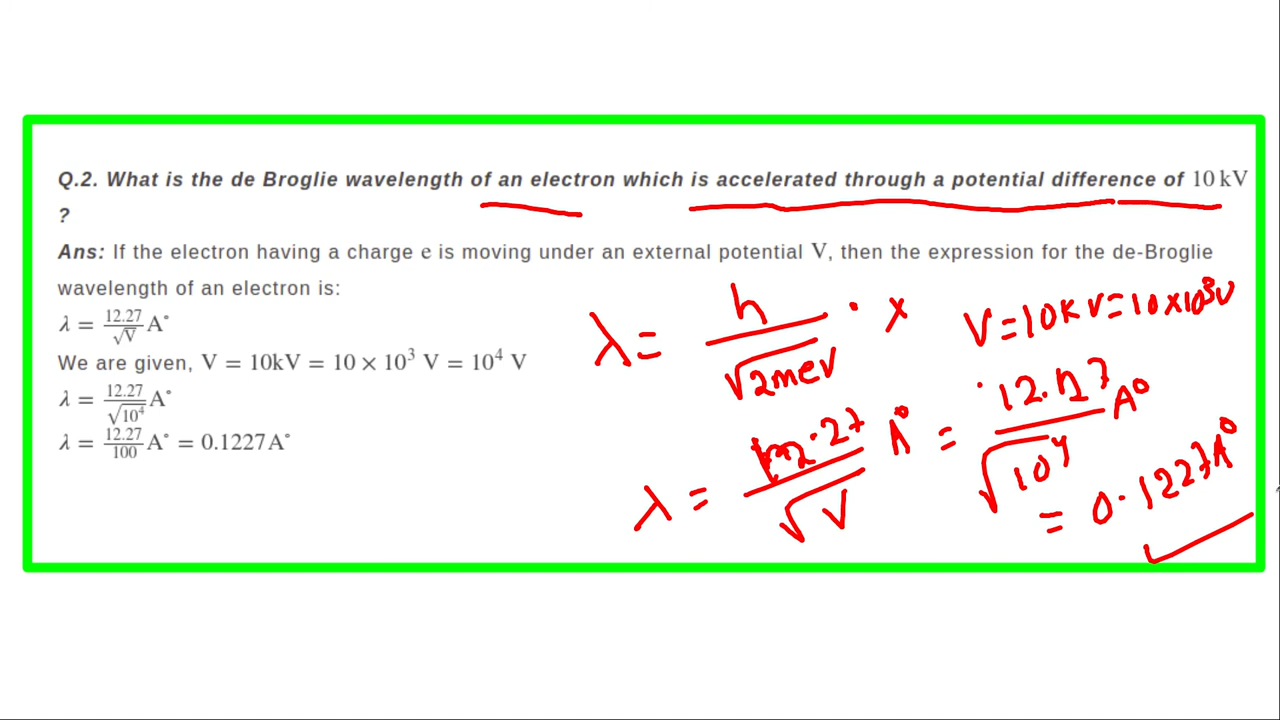 Q.2. What is the de Broglie wavelength of an electron which is accelerated through a potential difference of 10 kV
?
Ans: If the electron having a charge e is moving under an external potential V, then the expression for the de-Broglie
wavelength of an electron is:
λ = 12.27/√V A°
We are given, V = 10kV = 10 × 10³ V = 10⁴ V
λ = 12.27/√10⁴ A°
λ = 12.27/100 A° = 0.1227 A°
λ = h/√2meV · x
V=10kV=10×10³V
λ = 12.27/√V A° = 12.27/√10⁴ A°
= 0.1227A°